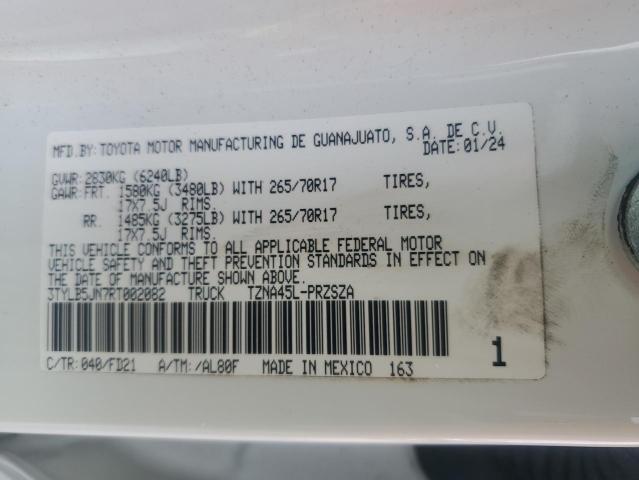 MFD.BY:TOYOTA MOTOR MANUFACTURING DE GUANAJUATO, S.A. DE C.V.
DATE:01/24
GVWR:2830KG (6240LB)
GAWR:FRT. 1580KG (3480LB) WITH 265/70R17 TIRES,
17X7.5J RIMS.
RR. 1485KG (3275LB) WITH 265/70R17 TIRES,
17X7.5J RIMS.
THIS VEHICLE CONFORMS TO ALL APPLICABLE FEDERAL MOTOR
VEHICLE SAFETY AND THEFT PREVENTION STANDARDS IN EFFECT ON
THE DATE OF MANUFACTURE SHOWN ABOVE.
3TYLB5JN7RT002082 TRUCK TZNA45L-PRZSZA
C/TR:040/FD21 A/TM:/AL80F MADE IN MEXICO 163 1